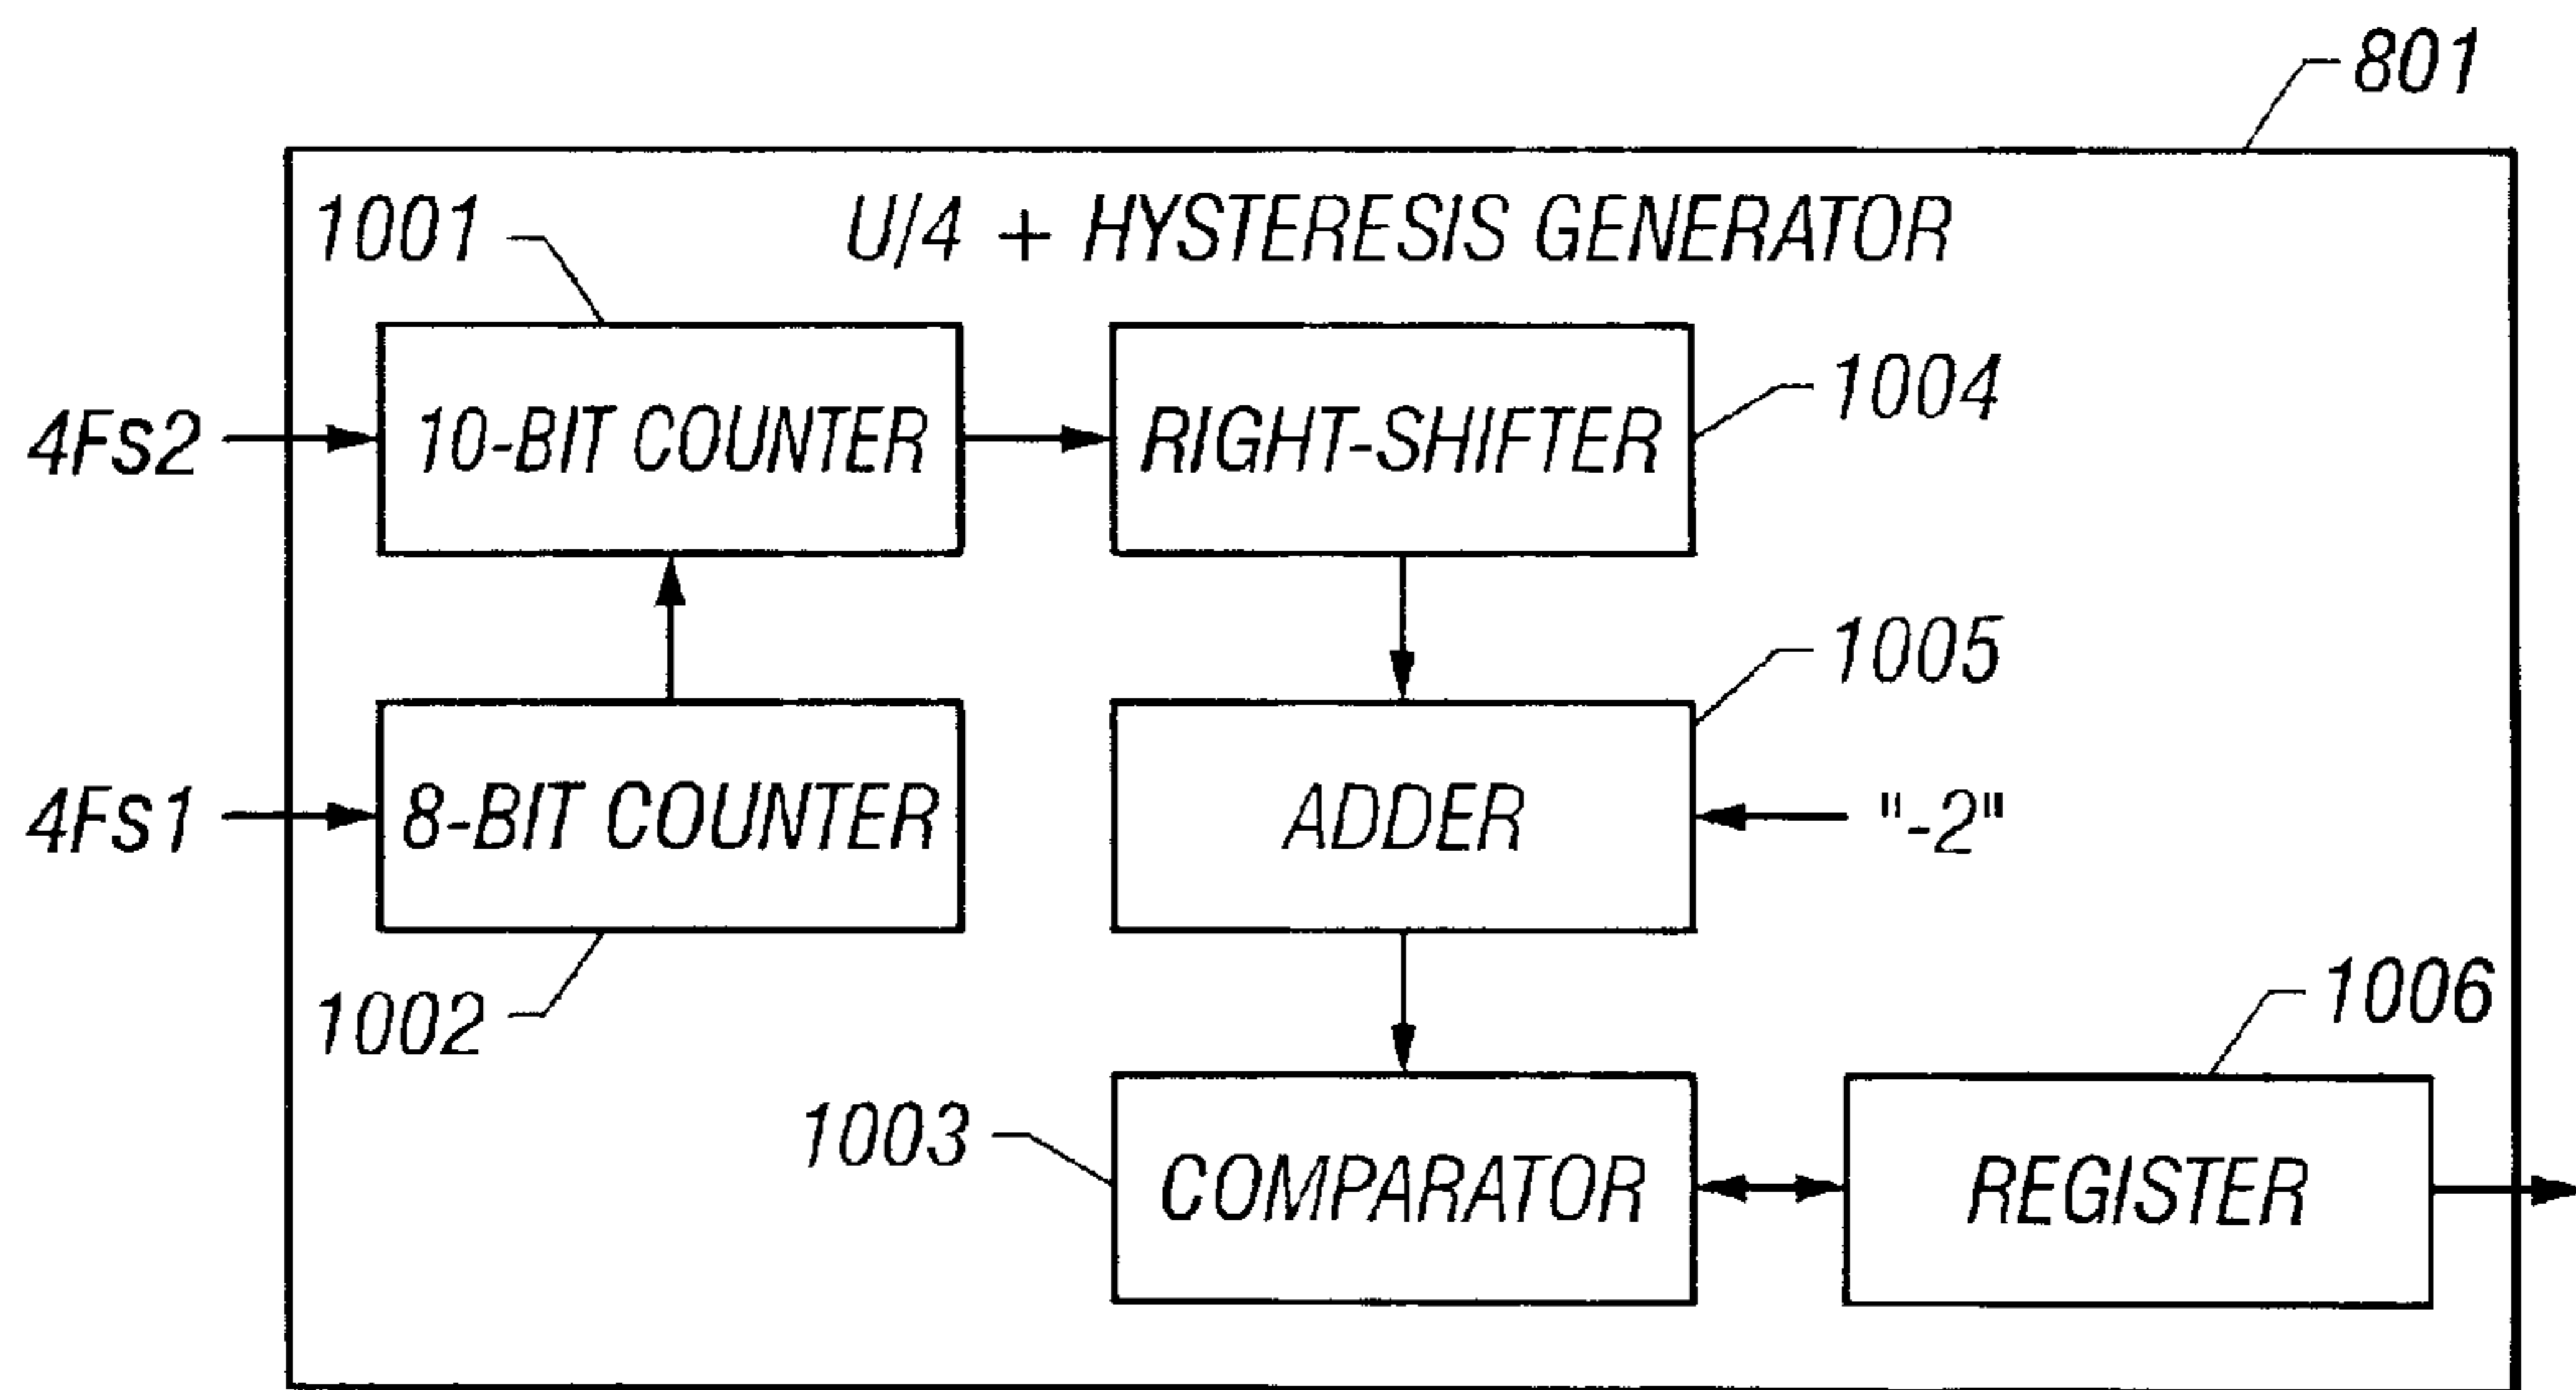 801
U/4 + HYSTERESIS GENERATOR
1001
4Fs2
10-BIT COUNTER
RIGHT-SHIFTER
1004
1005
4Fs1
8-BIT COUNTER
ADDER
"-2"
1002
1006
1003
COMPARATOR
REGISTER